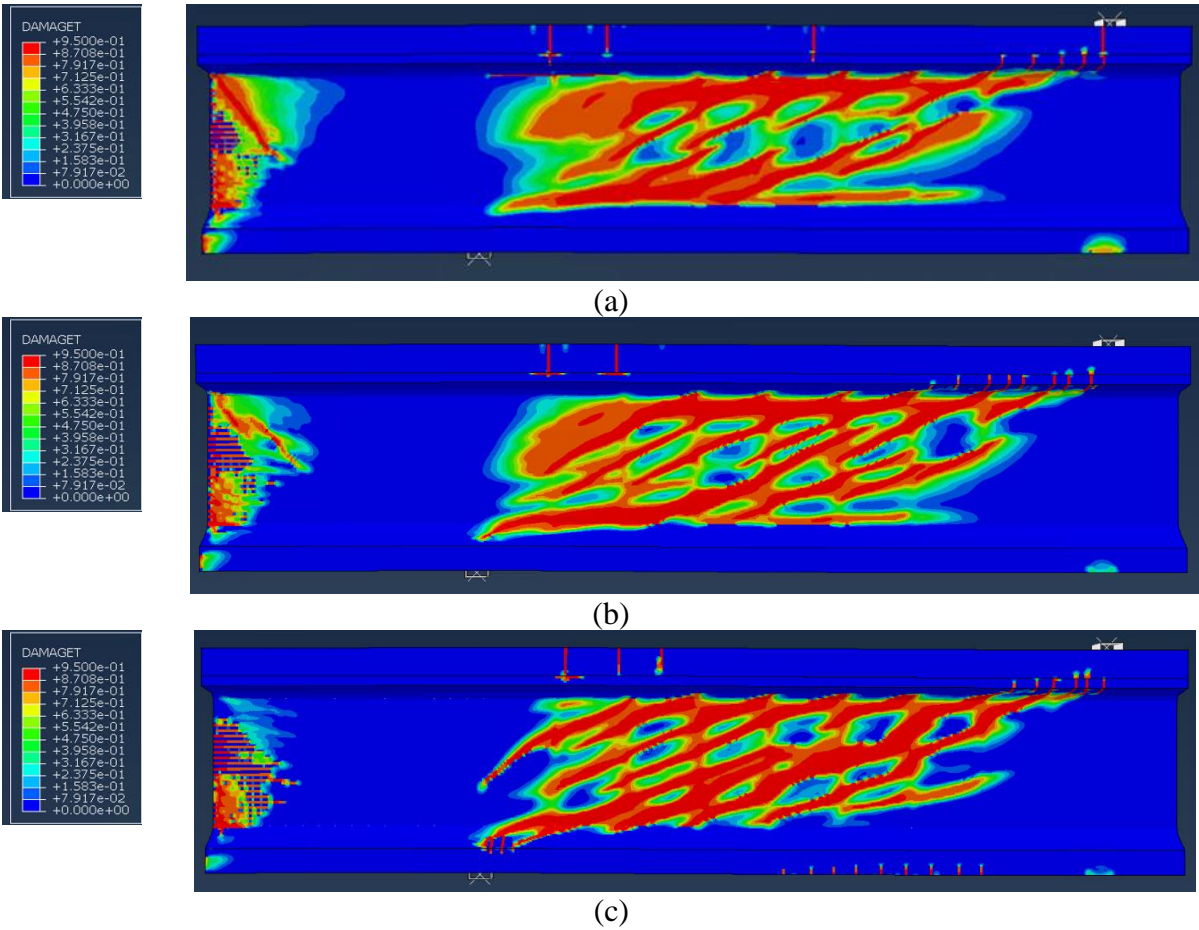 DAMAGET
+9.500e-01
+8.708e-01
+7.917e-01
+7.125e-01
+6.333e-01
+5.542e-01
+4.750e-01
+3.958e-01
+3.167e-01
+2.375e-01
+1.583e-01
+7.917e-02
+0.000e+00
(a)
DAMAGET
+9.500e-01
+8.708e-01
+7.917e-01
+7.125e-01
+6.333e-01
+5.542e-01
+4.750e-01
+3.958e-01
+3.167e-01
+2.375e-01
+1.583e-01
+7.917e-02
+0.000e+00
(b)
DAMAGET
+9.500e-01
+8.708e-01
+7.917e-01
+7.125e-01
+6.333e-01
+5.542e-01
+4.750e-01
+3.958e-01
+3.167e-01
+2.375e-01
+1.583e-01
+7.917e-02
+0.000e+00
(c)